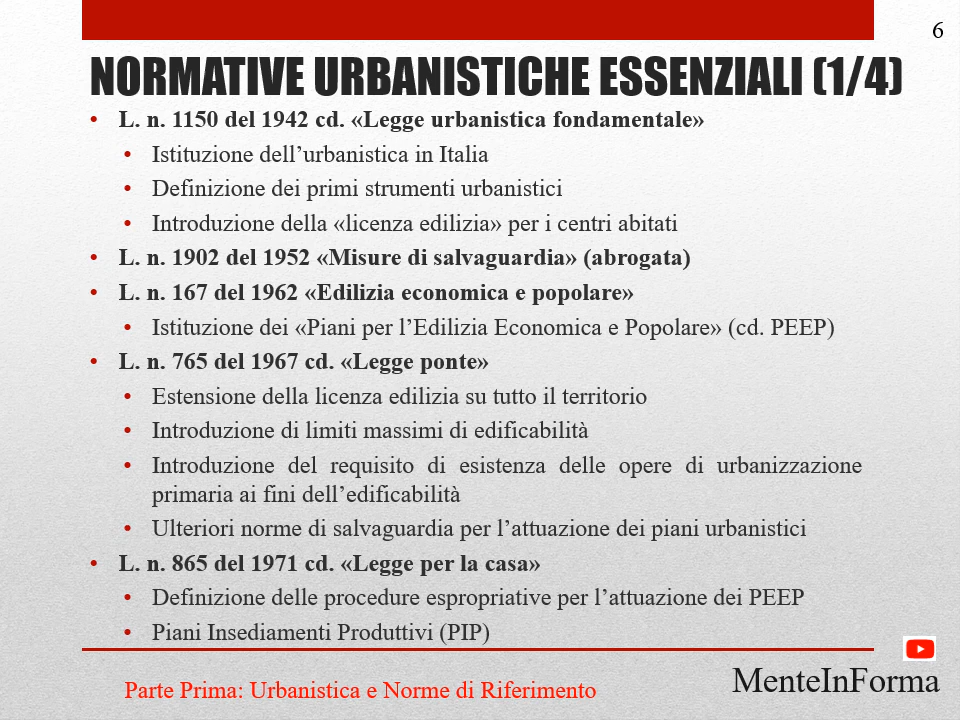 6
NORMATIVE URBANISTICHE ESSENZIALI (1/4)
• L. n. 1150 del 1942 cd. «Legge urbanistica fondamentale»
• Istituzione dell’urbanistica in Italia
• Definizione dei primi strumenti urbanistici
• Introduzione della «licenza edilizia» per i centri abitati
• L. n. 1902 del 1952 «Misure di salvaguardia» (abrogata)
• L. n. 167 del 1962 «Edilizia economica e popolare»
• Istituzione dei «Piani per l’Edilizia Economica e Popolare» (cd. PEEP)
• L. n. 765 del 1967 cd. «Legge ponte»
• Estensione della licenza edilizia su tutto il territorio
• Introduzione di limiti massimi di edificabilità
• Introduzione del requisito di esistenza delle opere di urbanizzazione
primaria ai fini dell’edificabilità
• Ulteriori norme di salvaguardia per l’attuazione dei piani urbanistici
• L. n. 865 del 1971 cd. «Legge per la casa»
• Definizione delle procedure espropriative per l’attuazione dei PEEP
• Piani Insediamenti Produttivi (PIP)
Parte Prima: Urbanistica e Norme di Riferimento
MenteInForma